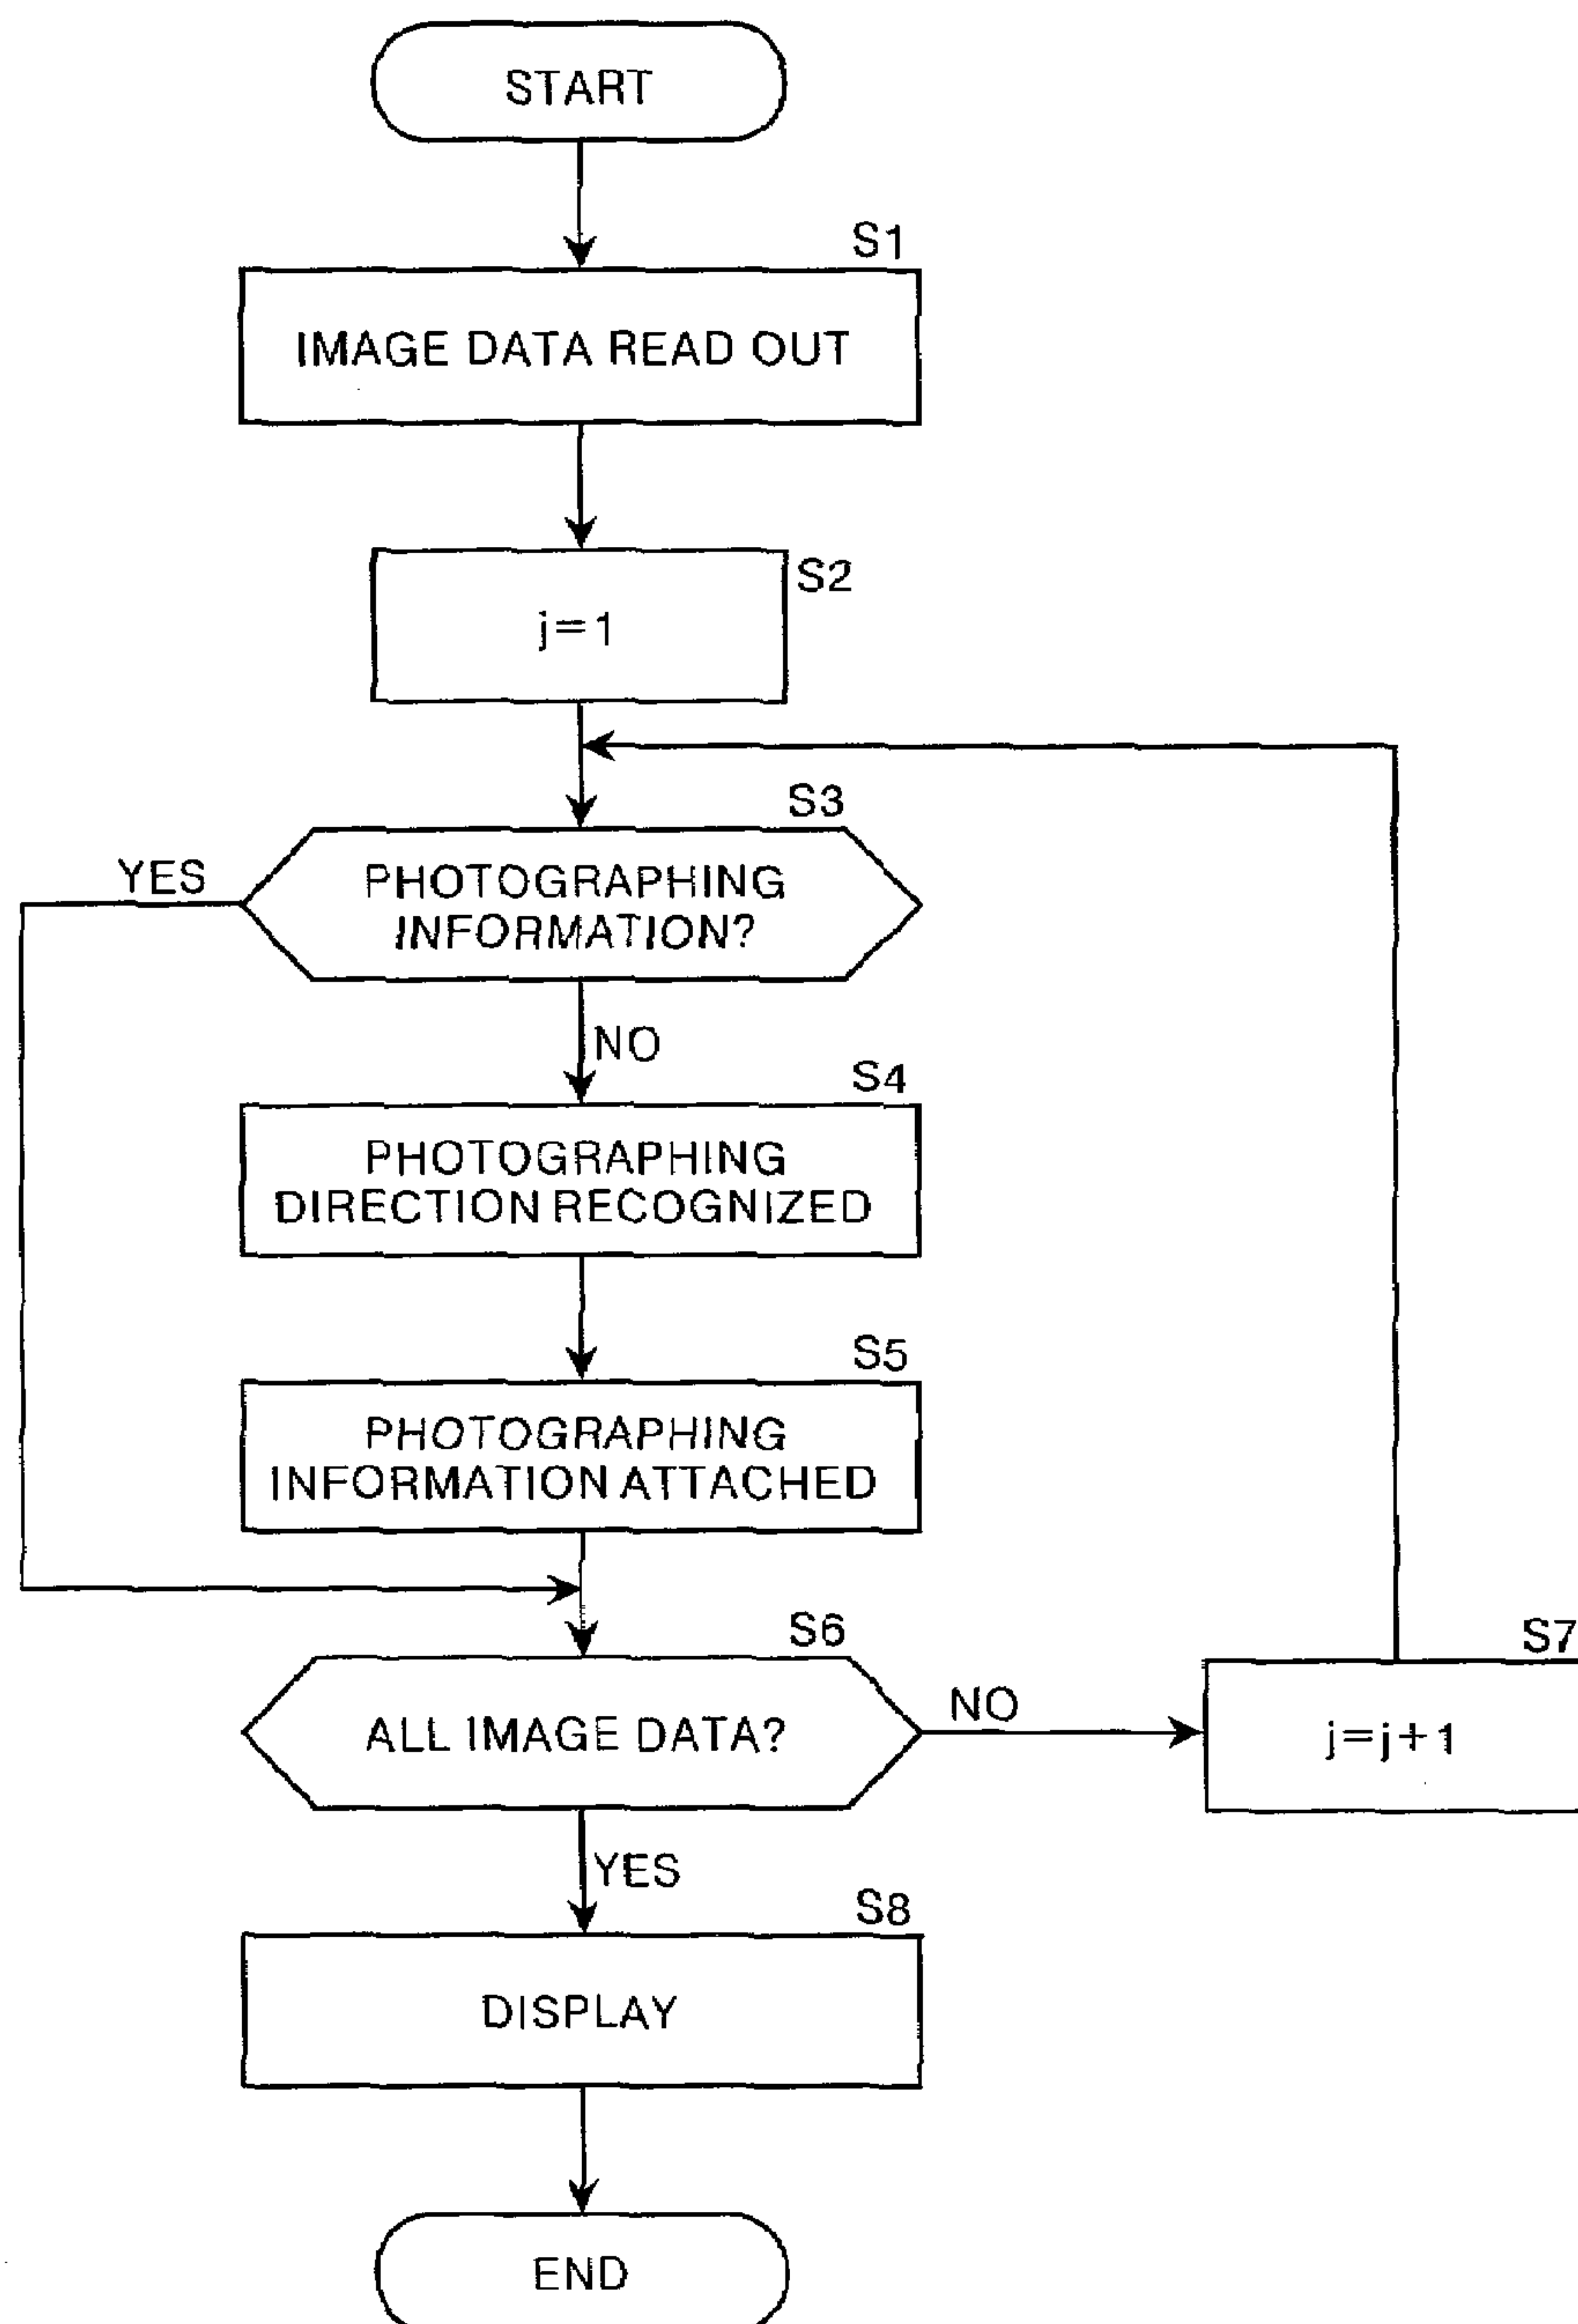 START
S1
IMAGE DATA READ OUT
S2
j=1
S3
YES
PHOTOGRAPHING
INFORMATION?
NO
S4
PHOTOGRAPHING
DIRECTION RECOGNIZED
S5
PHOTOGRAPHING
INFORMATION ATTACHED
S6
ALL IMAGE DATA?
NO
S7
j=j+1
YES
S8
DISPLAY
END